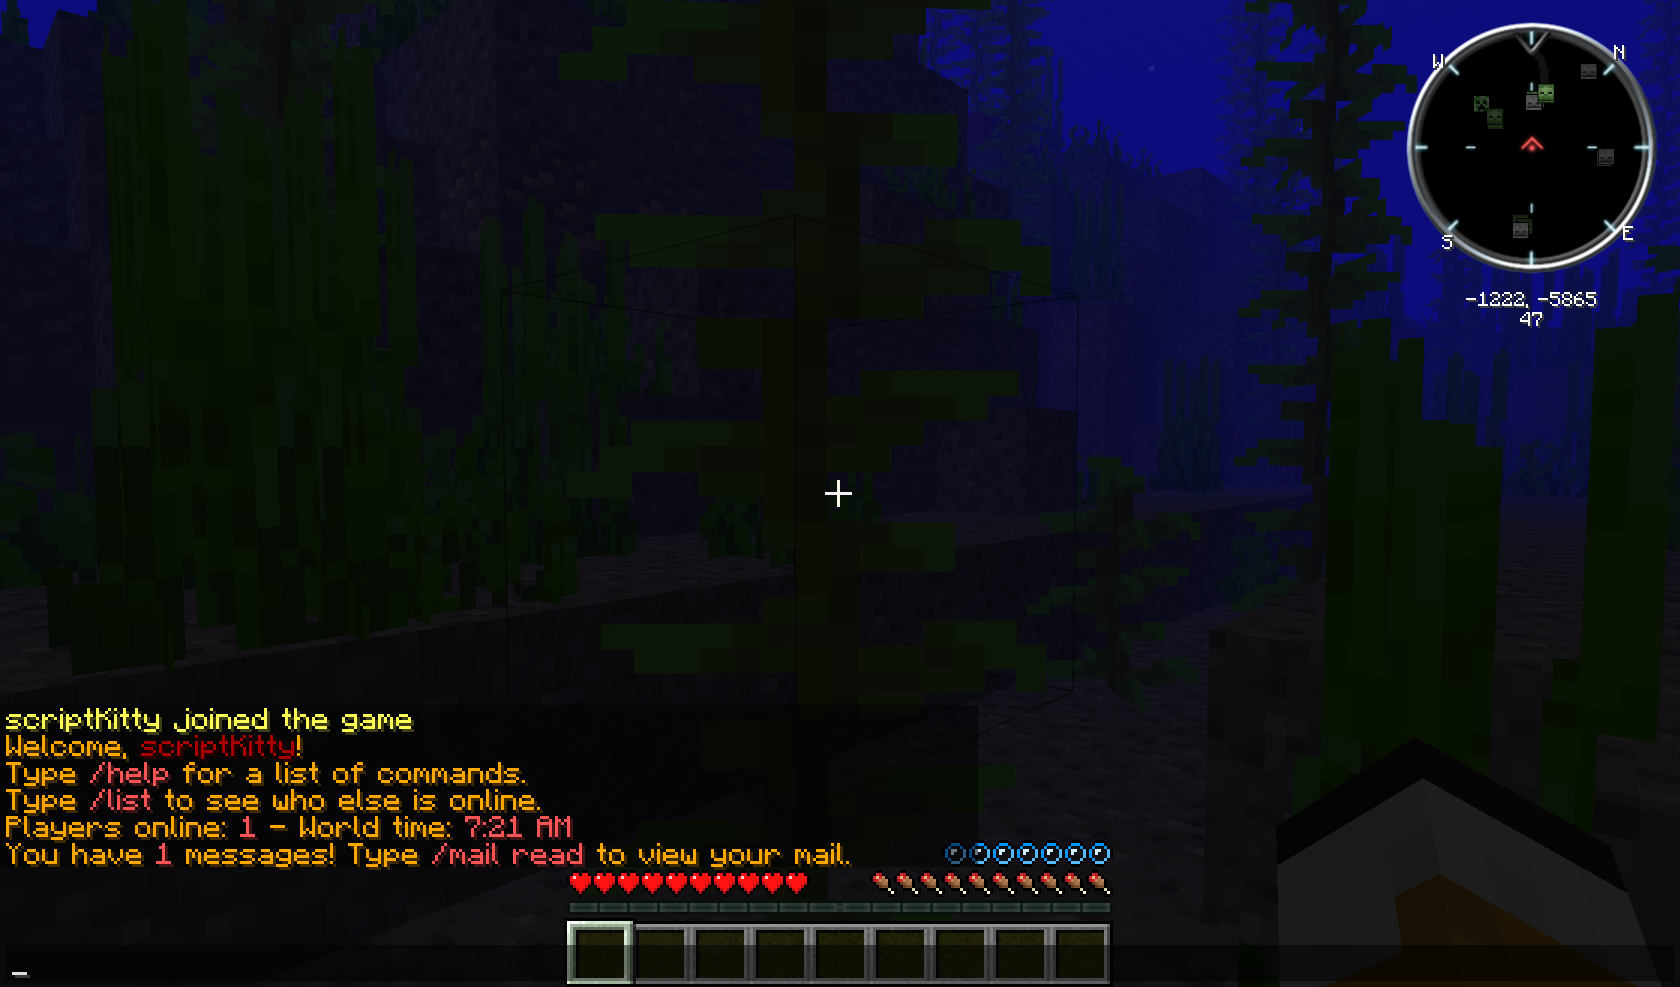 W
N
S
E
-1222, -5865
47
scriptKitty joined the game
Welcome, scriptKitty!
Type /help for a list of commands.
Type /list to see who else is online.
Players online: 1 - World time: 7:21 AM
You have 1 messages! Type /mail read to view your mail.
_